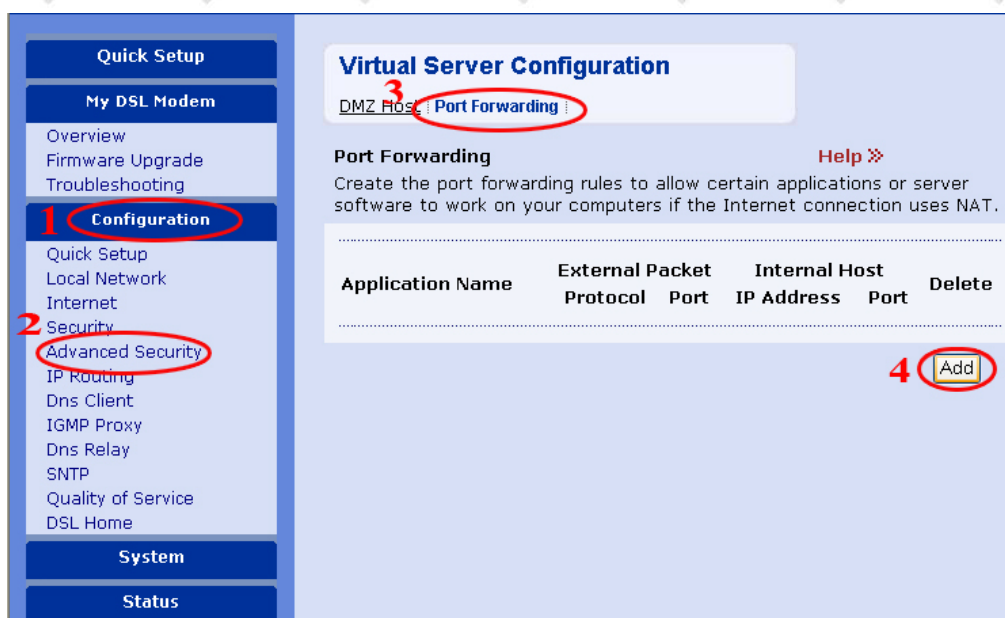 Quick Setup
My DSL Modem
Overview
Firmware Upgrade
Troubleshooting
1 Configuration
Quick Setup
Local Network
Internet
2 Security
Advanced Security
IP Routing
Dns Client
IGMP Proxy
Dns Relay
SNTP
Quality of Service
DSL Home
System
Status
Virtual Server Configuration
3
DMZ Host Port Forwarding
Port Forwarding Help »
Create the port forwarding rules to allow certain applications or server
software to work on your computers if the Internet connection uses NAT.
External Packet Internal Host
Application Name Delete
Protocol Port IP Address Port
4 Add